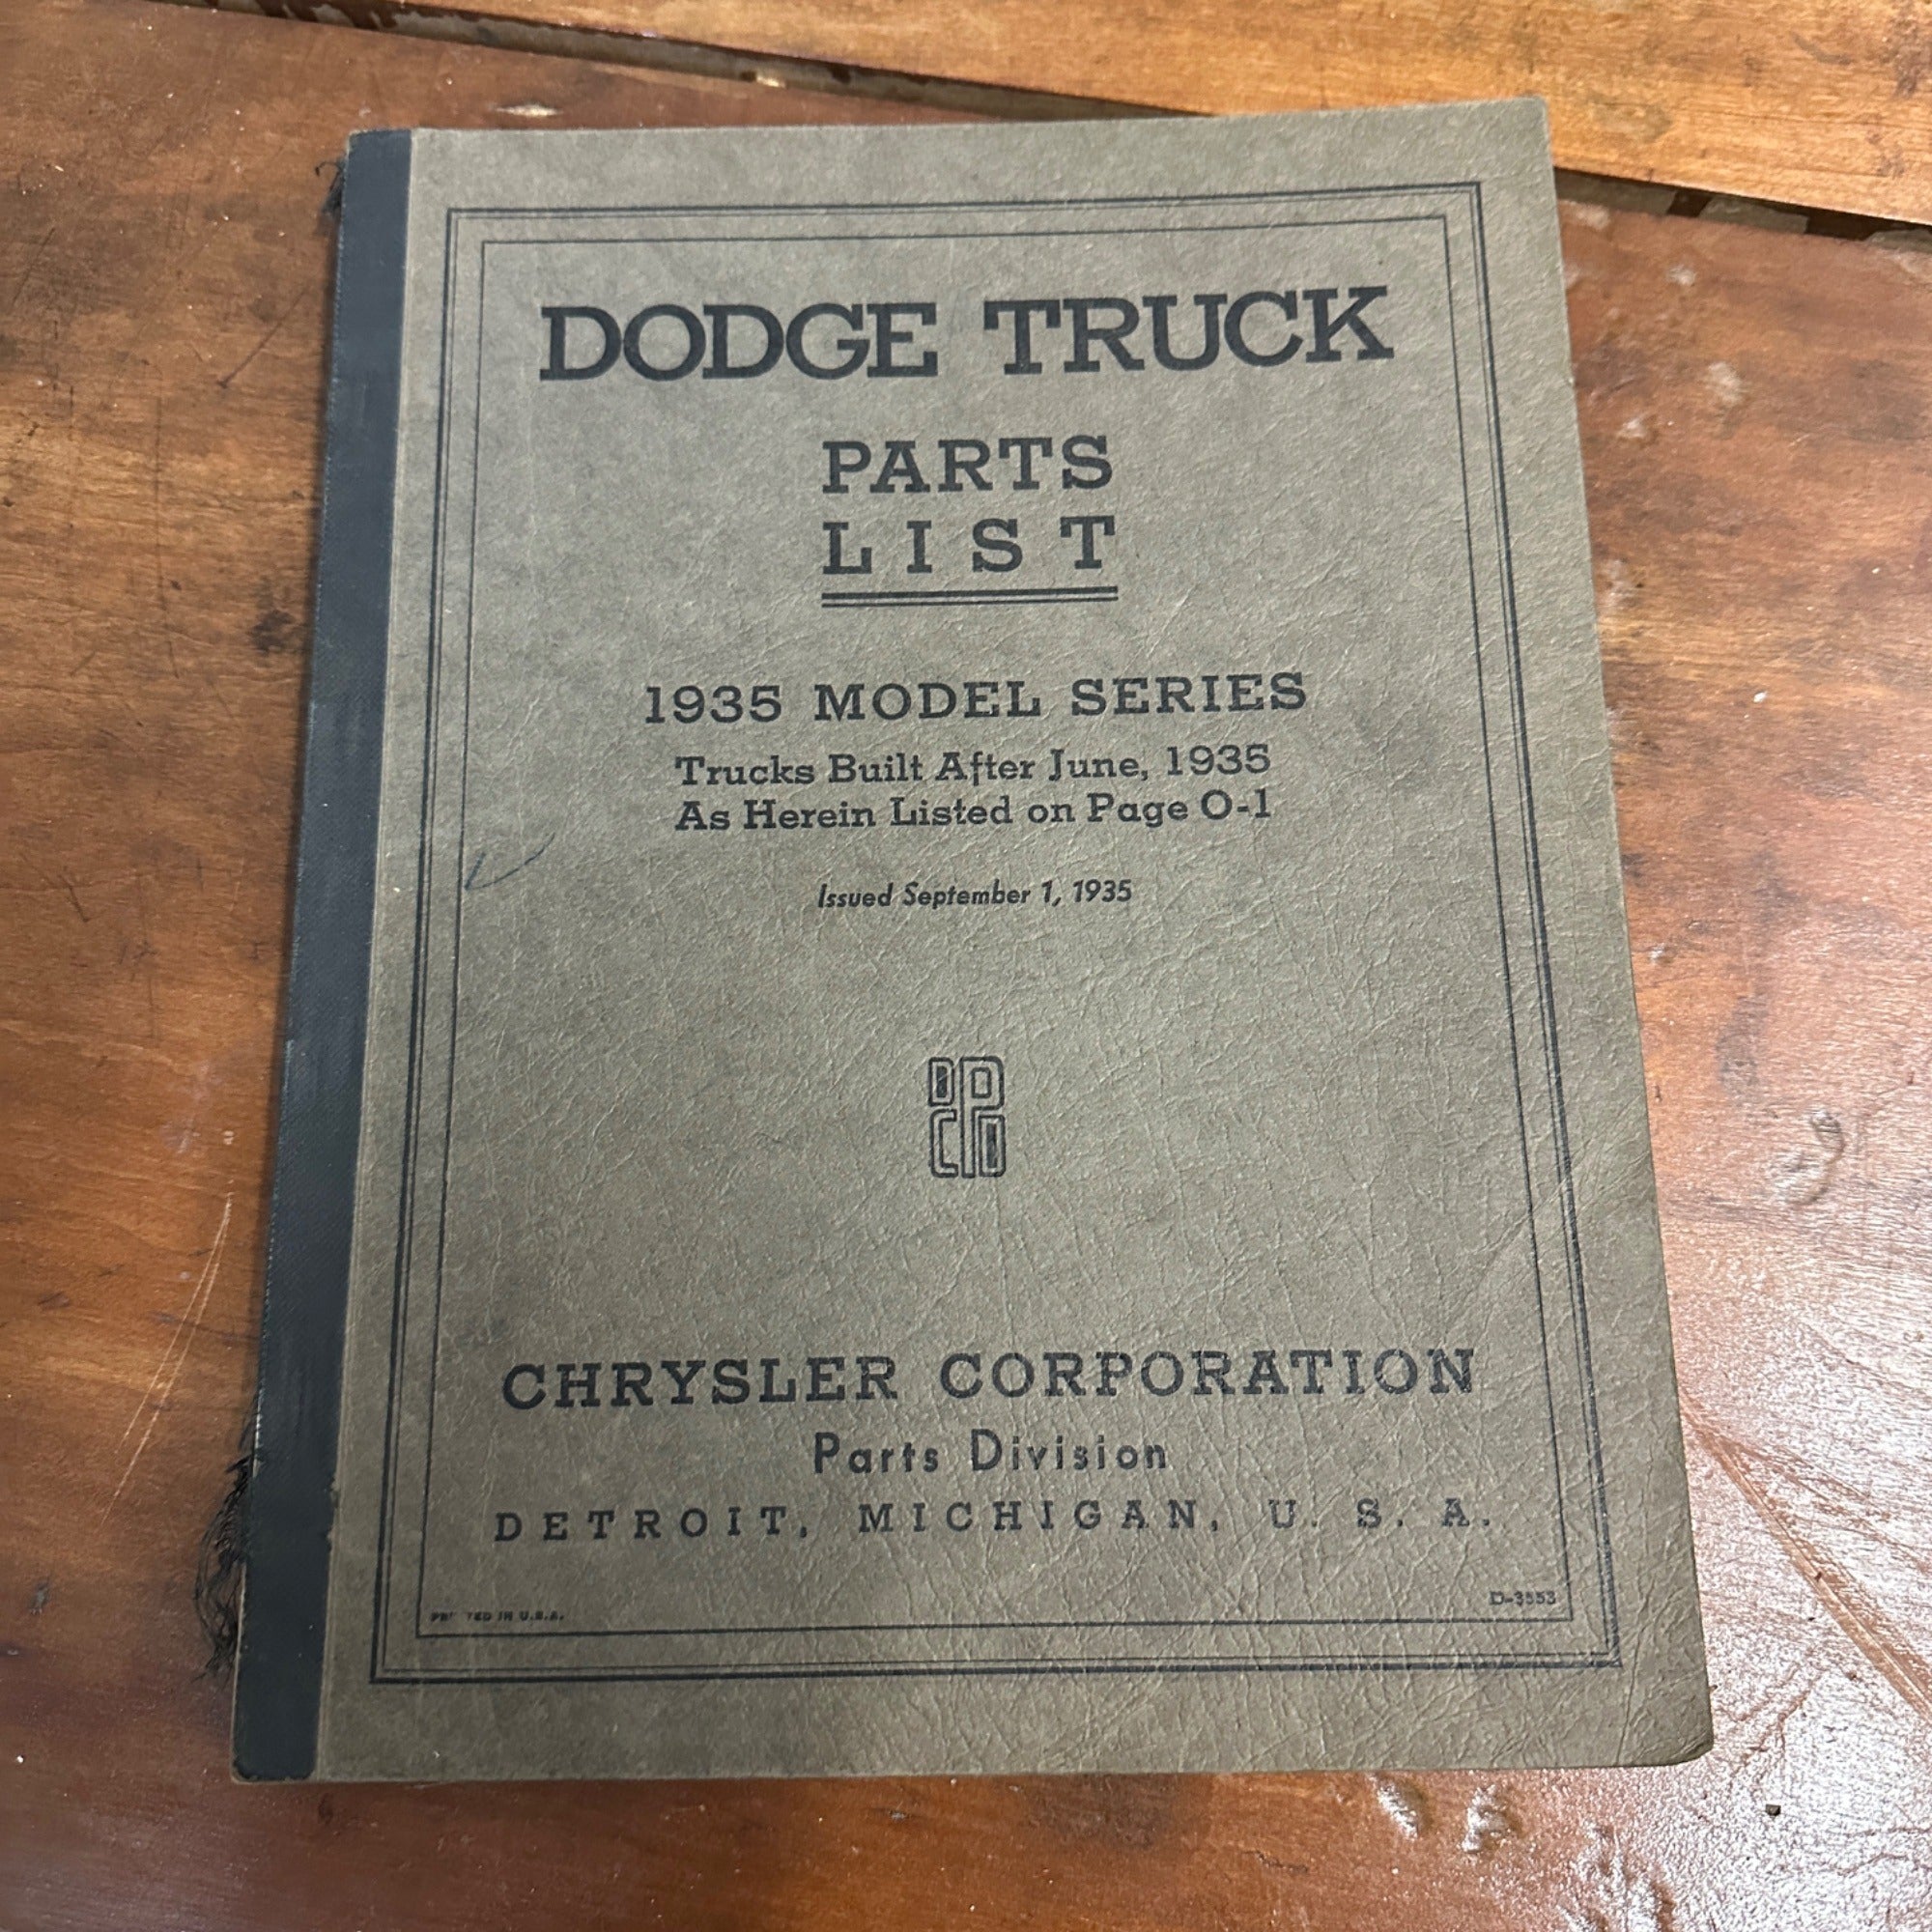 DODGE TRUCK
PARTS
LIST
1935 MODEL SERIES
Trucks Built After June, 1935
As Herein Listed on Page O-1
Issued September 1, 1935
CHRYSLER CORPORATION
Parts Division
DETROIT, MICHIGAN, U. S. A.
IN U.S.A.
D-3553